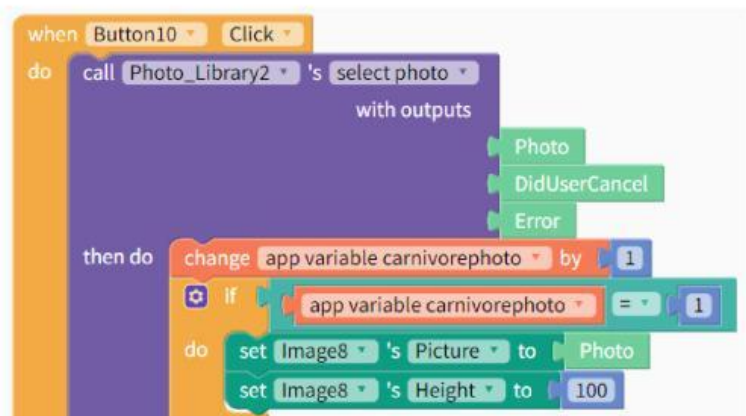 when Button10 Click
do call Photo_Library2 's select photo
with outputs
Photo
DidUserCancel
Error
then do change app variable carnivorephoto by 1
if app variable carnivorephoto = 1
do set Image8 's Picture to Photo
set Image8 's Height to 100